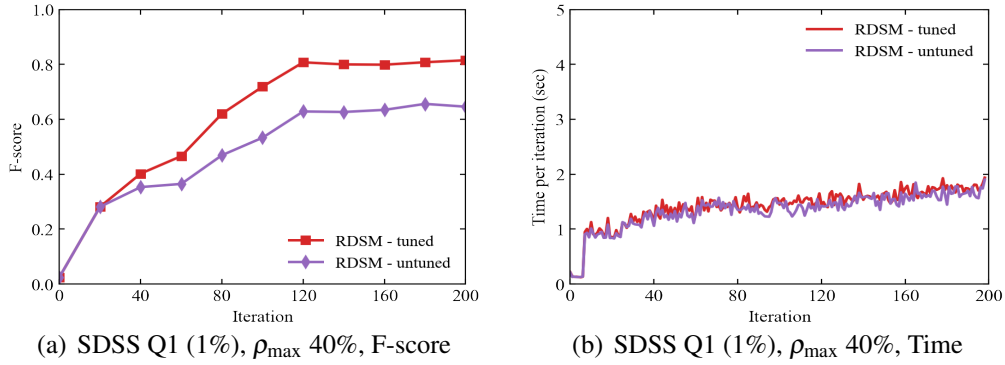 1.0
0.8
0.6
0.4
0.2
0.0
F-score
RDSM - tuned
RDSM - untuned
0 40 80 120 160 200
Iteration
(a) SDSS Q1 (1%), ρmax 40%, F-score
5
4
3
2
1
0
Time per iteration (sec)
RDSM - tuned
RDSM - untuned
0 40 80 120 160 200
Iteration
(b) SDSS Q1 (1%), ρmax 40%, Time